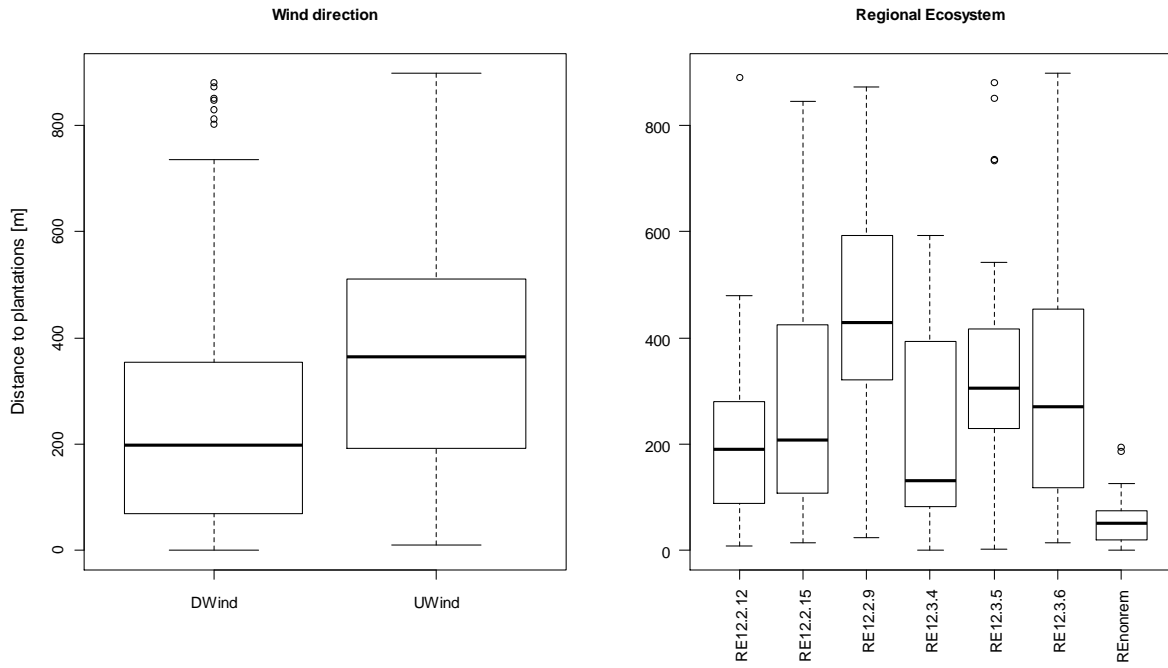 Wind direction
Regional Ecosystem
Distance to plantations [m]
0
200
400
600
800
DWind
UWind
0
200
400
600
800
RE12.2.12
RE12.2.15
RE12.2.9
RE12.3.4
RE12.3.5
RE12.3.6
REnonrem